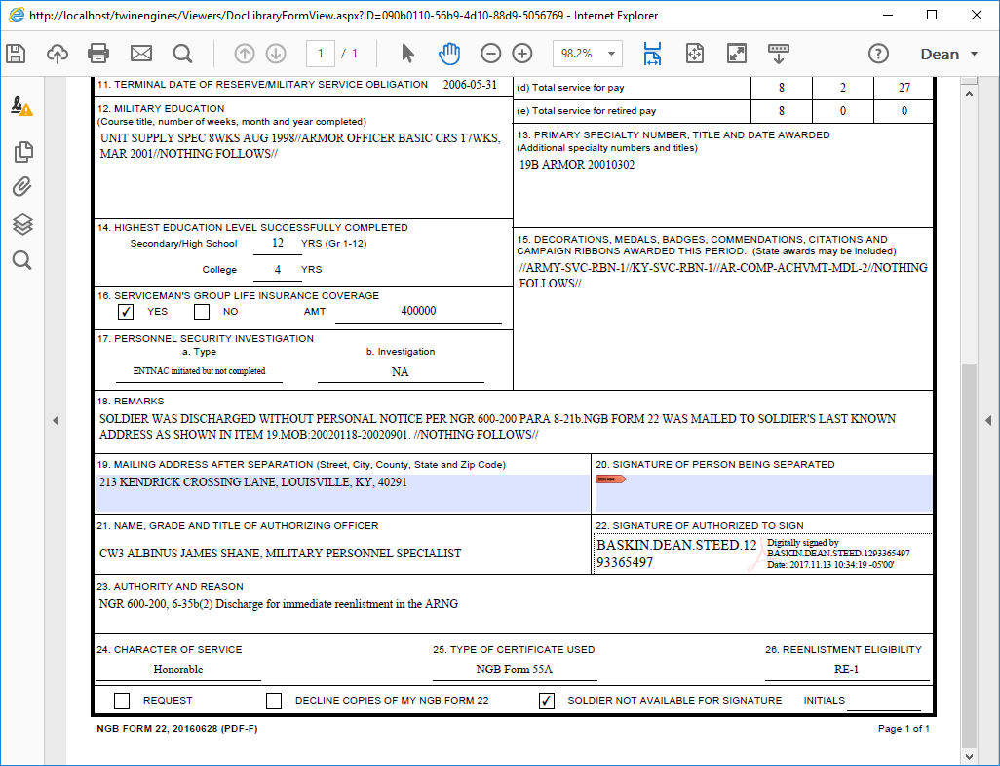 http://localhost/twinengines/Viewers/DocLibraryFormView.aspx?ID=090b0110-56b9-4d10-88d9-5056769 - Internet Explorer
1 / 1
98.2%
Dean
11. TERMINAL DATE OF RESERVE/MILITARY SERVICE OBLIGATION 2006-05-31
(d) Total service for pay 8 2 27
(e) Total service for retired pay 8 0 0
12. MILITARY EDUCATION
(Course title, number of weeks, month and year completed)
UNIT SUPPLY SPEC 8WKS AUG 1998//ARMOR OFFICER BASIC CRS 17WKS,
MAR 2001//NOTHING FOLLOWS//
13. PRIMARY SPECIALTY NUMBER, TITLE AND DATE AWARDED
(Additional specialty numbers and titles)
19B ARMOR 20010302
14. HIGHEST EDUCATION LEVEL SUCCESSFULLY COMPLETED
Secondary/High School 12 YRS (Gr 1-12)
College 4 YRS
15. DECORATIONS, MEDALS, BADGES, COMMENDATIONS, CITATIONS AND
CAMPAIGN RIBBONS AWARDED THIS PERIOD. (State awards may be included)
//ARMY-SVC-RBN-1//KY-SVC-RBN-1//AR-COMP-ACHVMT-MDL-2//NOTHING
FOLLOWS//
16. SERVICEMAN'S GROUP LIFE INSURANCE COVERAGE
YES NO AMT 400000
17. PERSONNEL SECURITY INVESTIGATION
a. Type b. Investigation
ENTNAC initiated but not completed NA
18. REMARKS
SOLDIER WAS DISCHARGED WITHOUT PERSONAL NOTICE PER NGR 600-200 PARA 8-21b.NGB FORM 22 WAS MAILED TO SOLDIER'S LAST KNOWN
ADDRESS AS SHOWN IN ITEM 19.MOB:20020118-20020901. //NOTHING FOLLOWS//
19. MAILING ADDRESS AFTER SEPARATION (Street, City, County, State and Zip Code)
213 KENDRICK CROSSING LANE, LOUISVILLE, KY, 40291
20. SIGNATURE OF PERSON BEING SEPARATED
21. NAME, GRADE AND TITLE OF AUTHORIZING OFFICER
CW3 ALBINUS JAMES SHANE, MILITARY PERSONNEL SPECIALIST
22. SIGNATURE OF AUTHORIZED TO SIGN
BASKIN.DEAN.STEED.12
93365497
Digitally signed by
BASKIN.DEAN.STEED.1293365497
Date: 2017.11.13 10:34:19 -05'00'
23. AUTHORITY AND REASON
NGR 600-200, 6-35b(2) Discharge for immediate reenlistment in the ARNG
24. CHARACTER OF SERVICE
Honorable
25. TYPE OF CERTIFICATE USED
NGB Form 55A
26. REENLISTMENT ELIGIBILITY
RE-1
REQUEST DECLINE COPIES OF MY NGB FORM 22 SOLDIER NOT AVAILABLE FOR SIGNATURE INITIALS
NGB FORM 22, 20160628 (PDF-F) Page 1 of 1